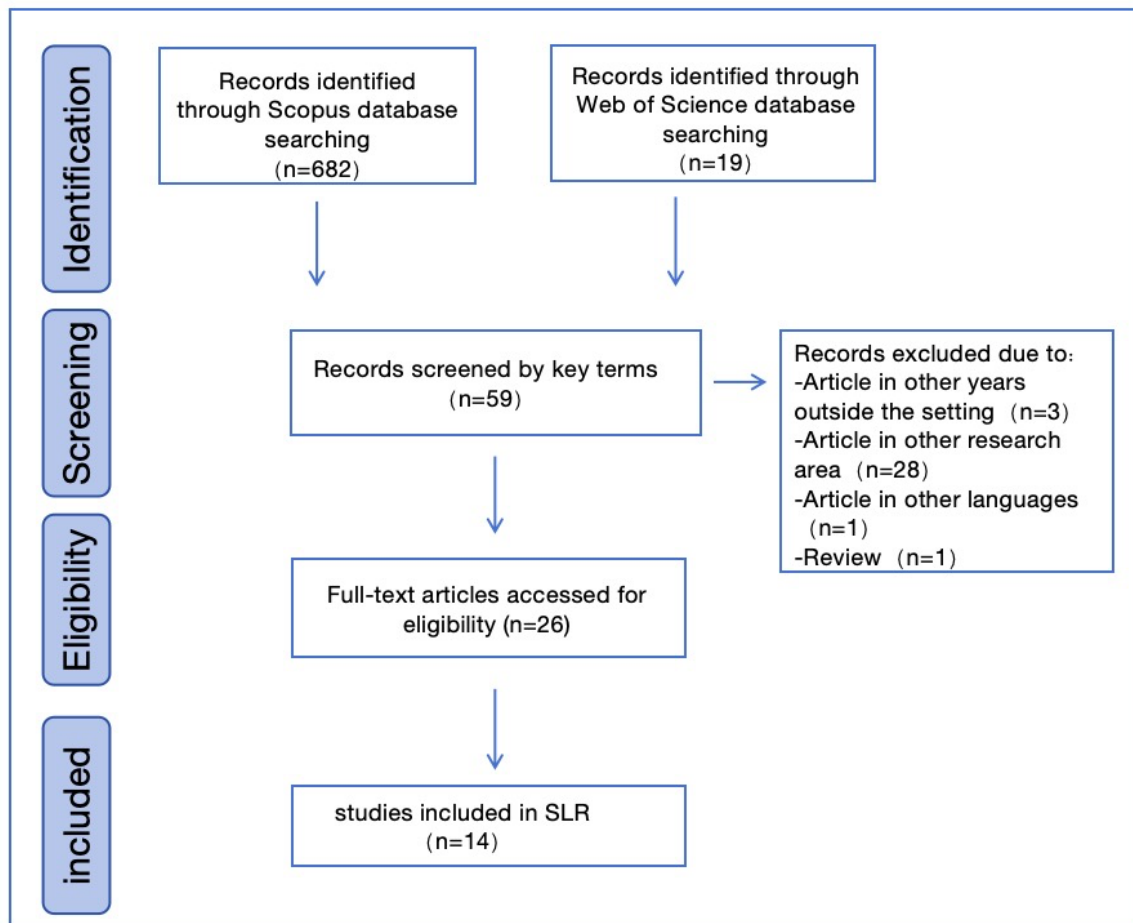 Identification
Records identified
through Scopus database
searching
（n=682）
Records identified through
Web of Science database
searching
（n=19）
Screening
Records screened by key terms
（n=59）
Records excluded due to：
-Article in other years
outside the setting（n=3）
-Article in other research
area（n=28）
-Article in other languages
（n=1）
-Review（n=1）
Eligibility
Full-text articles accessed for
eligibility (n=26)
included
studies included in SLR
（n=14）